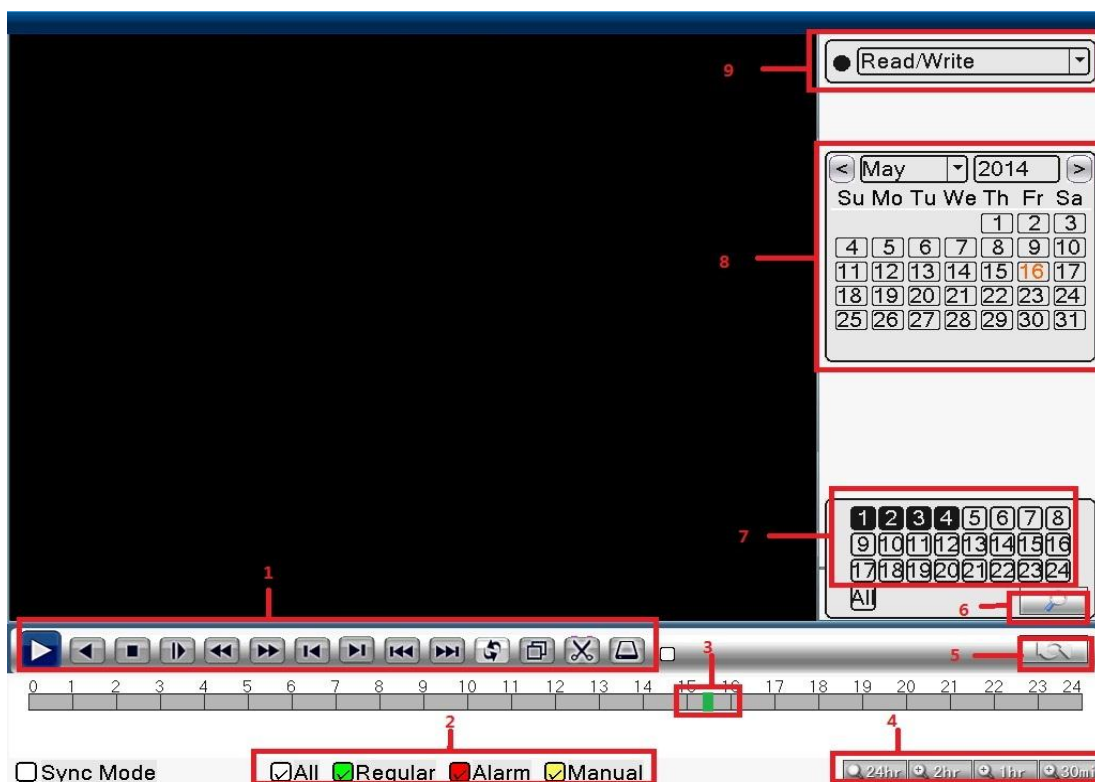 9
Read/Write
< May 2014 >
Su Mo Tu We Th Fr Sa
1 2 3
4 5 6 7 8 9 10
8
11 12 13 14 15 16 17
18 19 20 21 22 23 24
25 26 27 28 29 30 31
7
1 2 3 4 5 6 7 8
9 10 11 12 13 14 15 16
17 18 19 20 21 22 23 24
All
6
1
3
5
0 1 2 3 4 5 6 7 8 9 10 11 12 13 14 15 16 17 18 19 20 21 22 23 24
2
4
Sync Mode
All Regular Alarm Manual
24hr 2hr 1hr 30mi